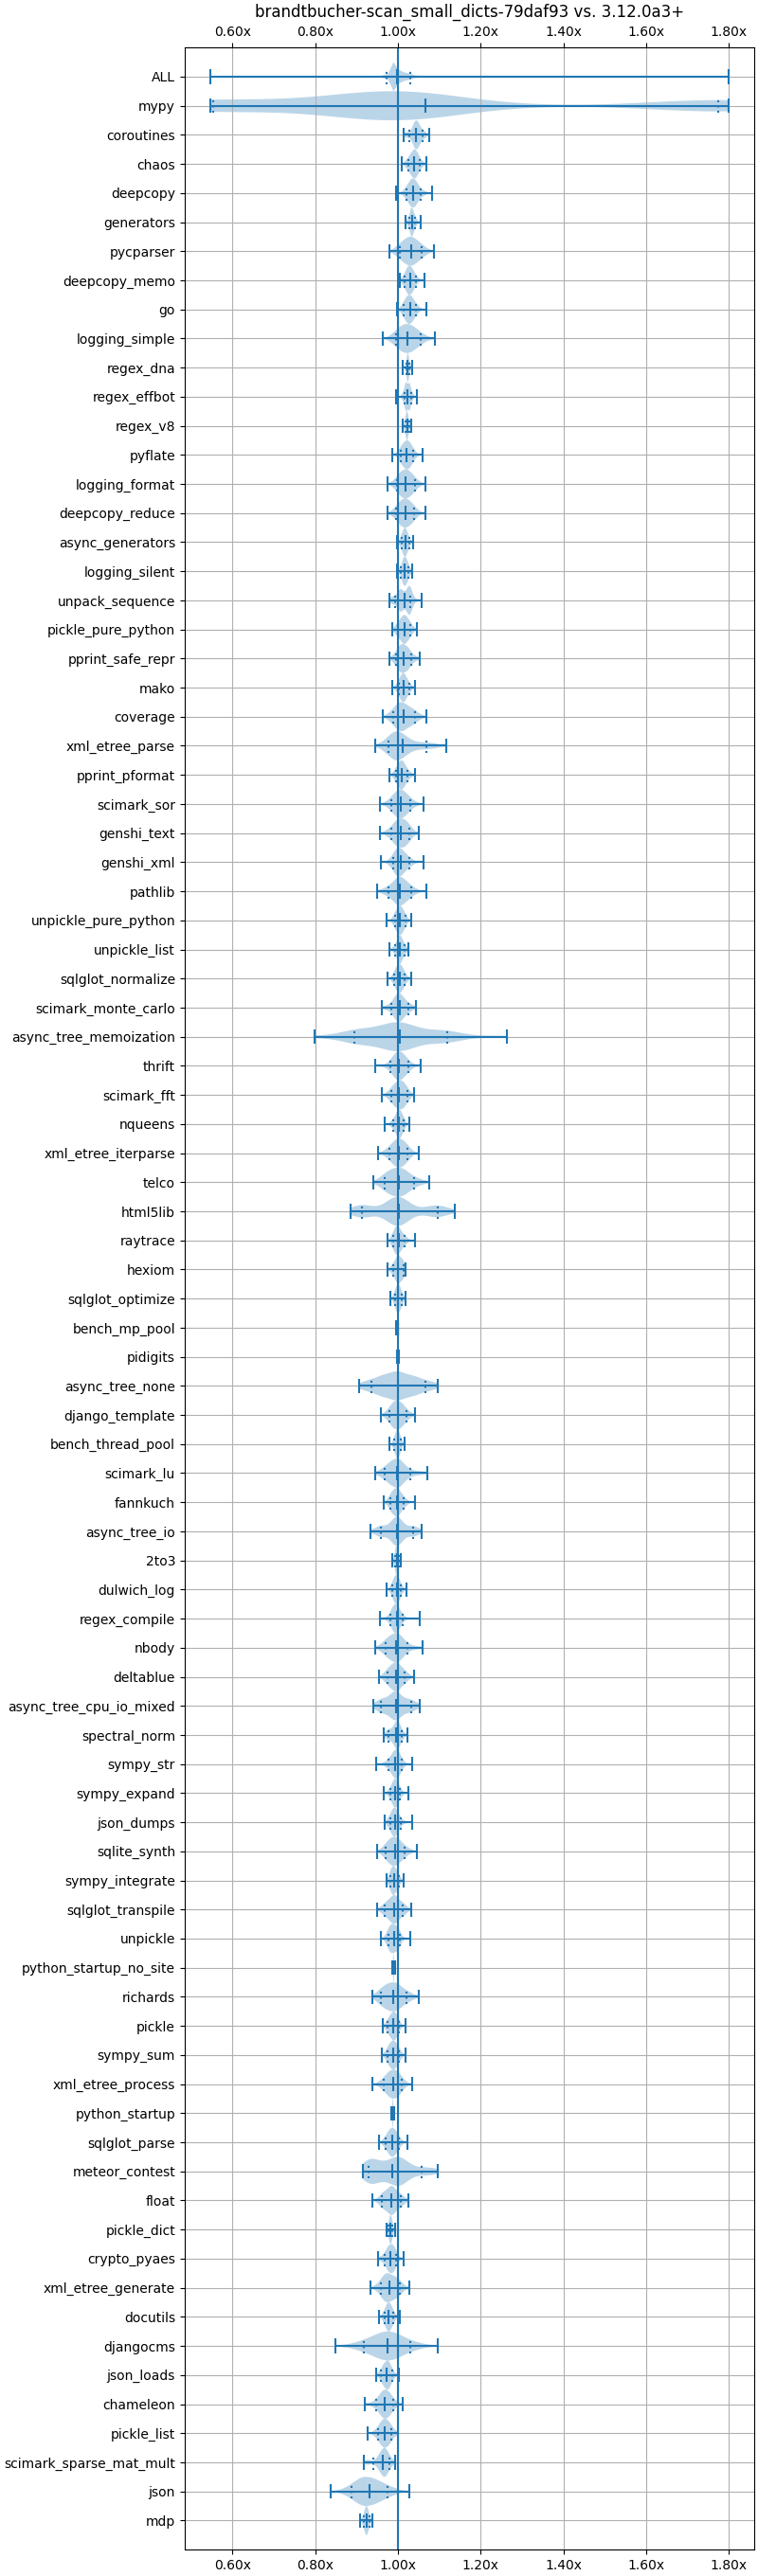 brandtbucher-scan_small_dicts-79daf93 vs. 3.12.0a3+
0.60x 0.80x 1.00x 1.20x 1.40x 1.60x 1.80x
ALL
mypy
coroutines
chaos
deepcopy
generators
pycparser
deepcopy_memo
go
logging_simple
regex_dna
regex_effbot
regex_v8
pyflate
logging_format
deepcopy_reduce
async_generators
logging_silent
unpack_sequence
pickle_pure_python
pprint_safe_repr
mako
coverage
xml_etree_parse
pprint_pformat
scimark_sor
genshi_text
genshi_xml
pathlib
unpickle_pure_python
unpickle_list
sqlglot_normalize
scimark_monte_carlo
async_tree_memoization
thrift
scimark_fft
nqueens
xml_etree_iterparse
telco
html5lib
raytrace
hexiom
sqlglot_optimize
bench_mp_pool
pidigits
async_tree_none
django_template
bench_thread_pool
scimark_lu
fannkuch
async_tree_io
2to3
dulwich_log
regex_compile
nbody
deltablue
async_tree_cpu_io_mixed
spectral_norm
sympy_str
sympy_expand
json_dumps
sqlite_synth
sympy_integrate
sqlglot_transpile
unpickle
python_startup_no_site
richards
pickle
sympy_sum
xml_etree_process
python_startup
sqlglot_parse
meteor_contest
float
pickle_dict
crypto_pyaes
xml_etree_generate
docutils
djangocms
json_loads
chameleon
pickle_list
scimark_sparse_mat_mult
json
mdp
0.60x 0.80x 1.00x 1.20x 1.40x 1.60x 1.80x